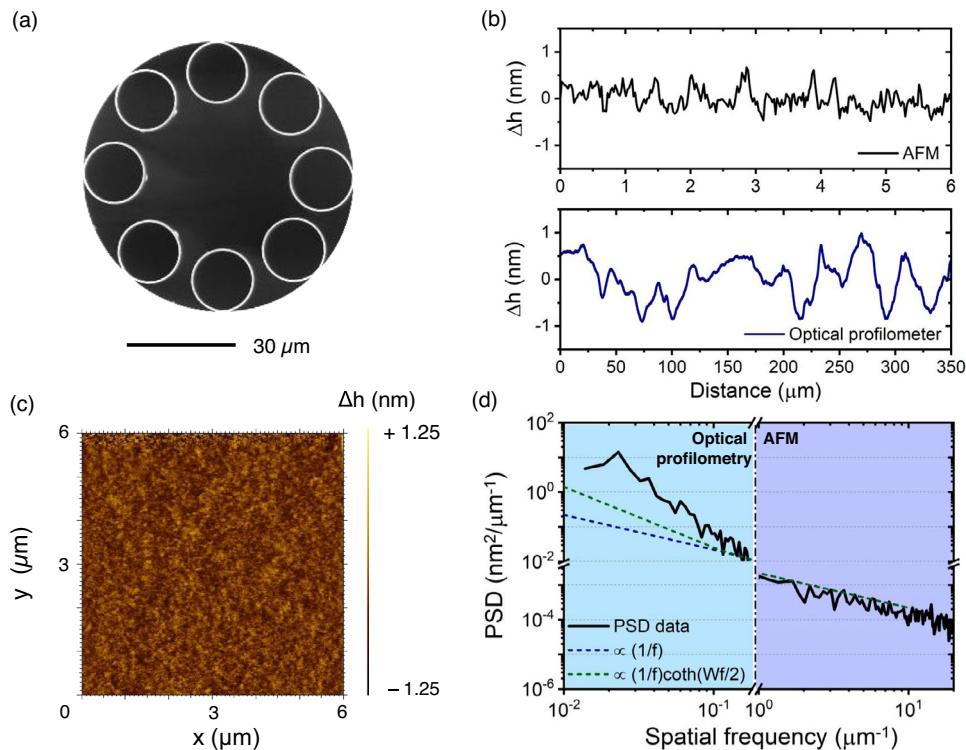 (a)
30 μm
(b)
Δh (nm)
1
0
-1
AFM
0 1 2 3 4 5 6
Δh (nm)
1
0
-1
Optical profilometer
0 50 100 150 200 250 300 350
Distance (μm)
(c)
Δh (nm)
+ 1.25
− 1.25
6
3
0
y (μm)
0 3 6
x (μm)
(d)
Optical profilometry
AFM
PSD (nm²/μm⁻¹)
10²
10⁰
10⁻²
10⁻⁴
10⁻⁶
PSD data
∝ (1/f)
∝ (1/f)coth(Wf/2)
10⁻² 10⁻¹ 10⁰ 10¹
Spatial frequency (μm⁻¹)